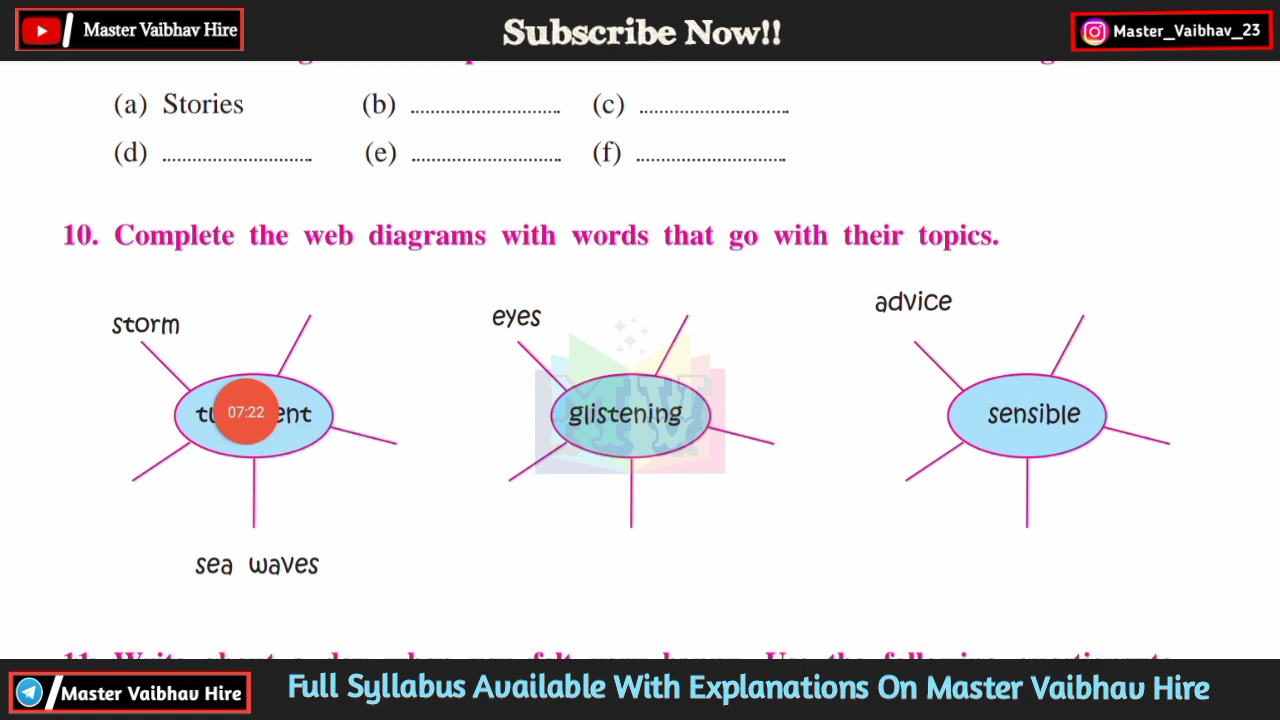 Master Vaibhav Hire
Subscribe Now!!
Master_Vaibhav_23
(a) Stories (b) .............................. (c) ..............................
(d) .............................. (e) .............................. (f) ..............................
10. Complete the web diagrams with words that go with their topics.
storm
eyes
advice
07:22
glistening
sensible
sea waves
Master Vaibhav Hire
Full Syllabus Available With Explanations On Master Vaibhav Hire